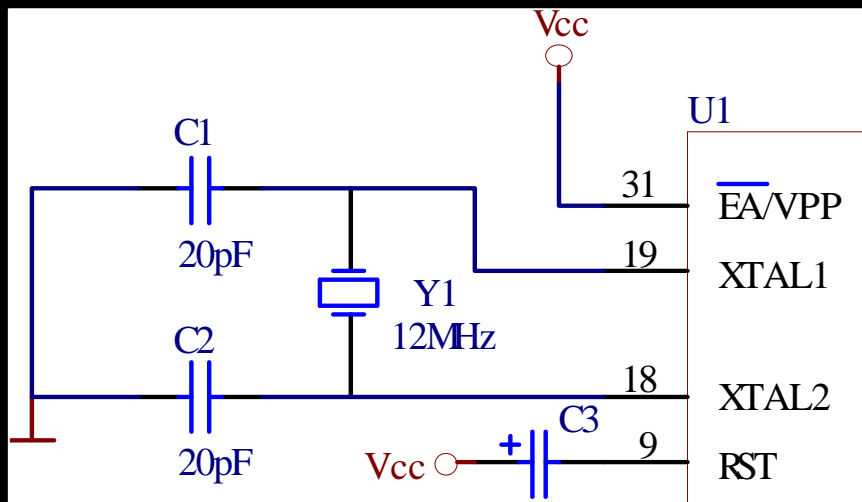 Vcc
U1
C1
31
EA/VPP
20pF
19
XTAL1
Y1
12MHz
C2
18
XTAL2
C3
20pF
Vcc
+
9
RST